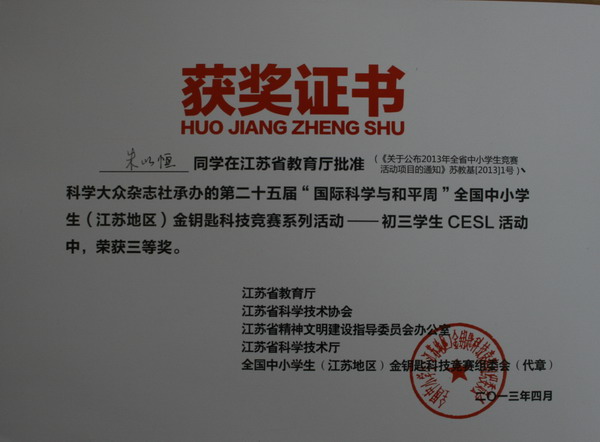 获奖证书
HUO JIANG ZHENG SHU
朱以恒 同学在江苏省教育厅批准（《关于公布2013年全省中小学生竞赛
活动项目的通知》苏教基[2013]1号）、
科学大众杂志社承办的第二十五届“国际科学与和平周”全国中小学
生（江苏地区）金钥匙科技竞赛系列活动——初三学生 CESL 活动
中，荣获三等奖。
江苏省教育厅
江苏省科学技术协会
江苏省精神文明建设指导委员会办公室
江苏省科学技术厅
全国中小学生（江苏地区）金钥匙科技竞赛组委会（代章）
二〇一三年四月